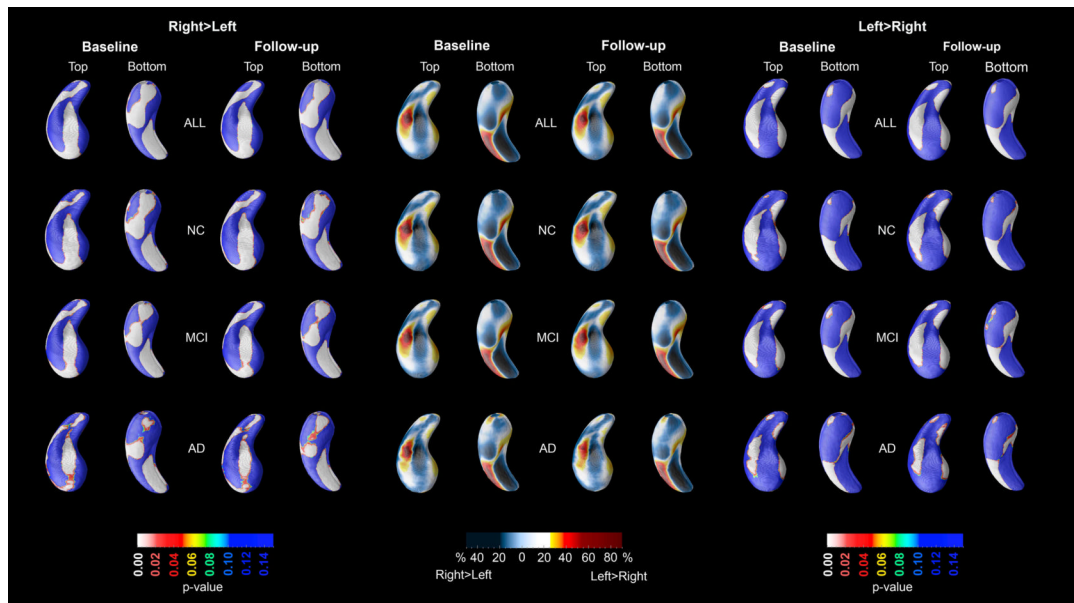 Right>Left Left>Right
Baseline Follow-up Baseline Follow-up Baseline Follow-up
Top Bottom Top Bottom Top Bottom Top Bottom Top Bottom Top Bottom
ALL ALL ALL
NC NC NC
MCI MCI MCI
AD AD AD
0.00 0.02 0.04 0.06 0.08 0.10 0.12 0.14
p-value
% 40 20 0 20 40 60 80 %
Right>Left Left>Right
0.00 0.02 0.04 0.06 0.08 0.10 0.12 0.14
p-value